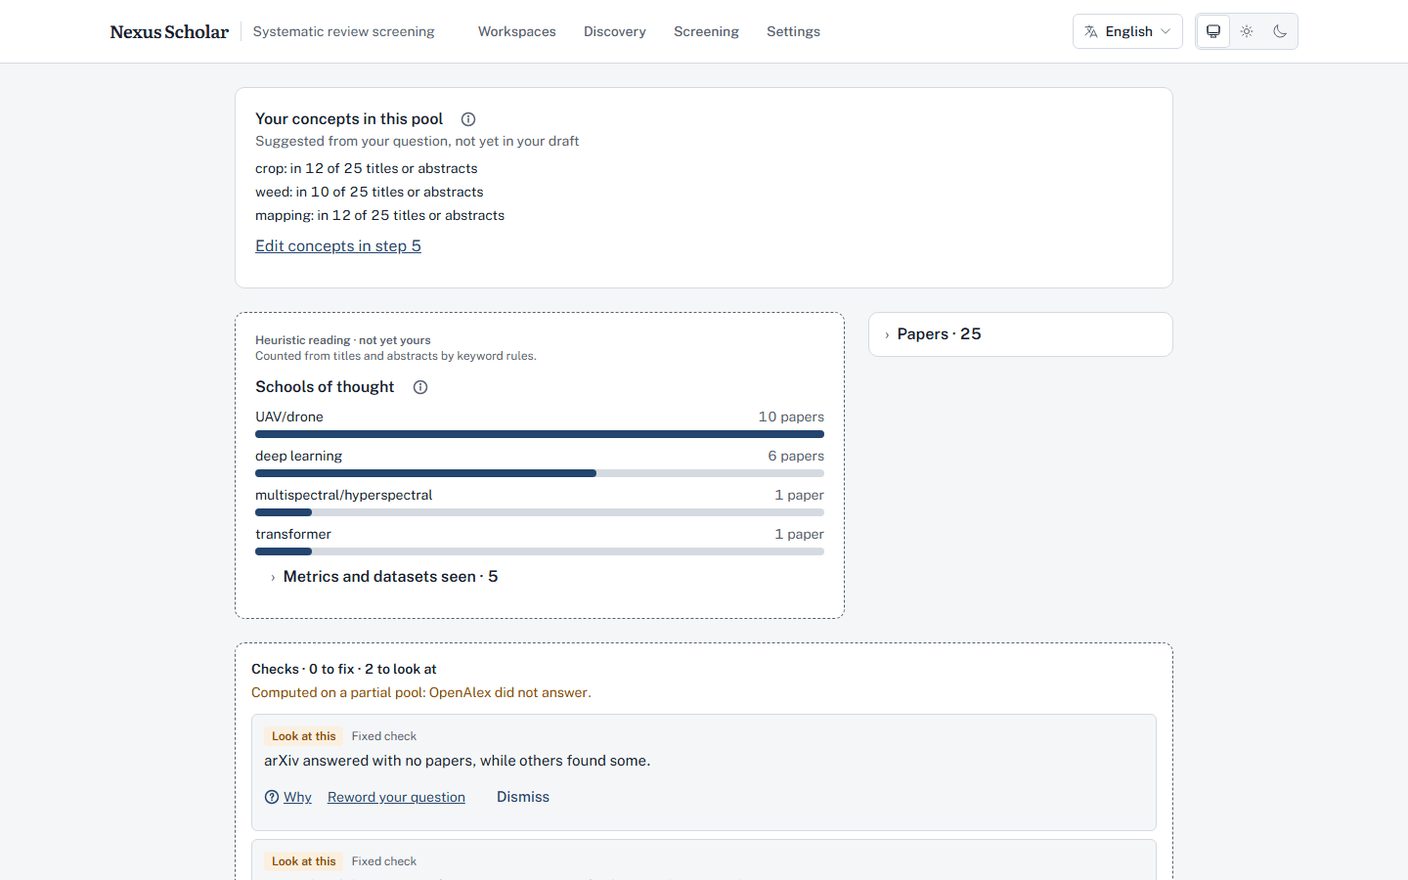 Nexus Scholar
Systematic review screening
Workspaces
Discovery
Screening
Settings
English
Your concepts in this pool
Suggested from your question, not yet in your draft
crop: in 12 of 25 titles or abstracts
weed: in 10 of 25 titles or abstracts
mapping: in 12 of 25 titles or abstracts
Edit concepts in step 5
Heuristic reading · not yet yours
Counted from titles and abstracts by keyword rules.
Schools of thought
UAV/drone
10 papers
deep learning
6 papers
multispectral/hyperspectral
1 paper
transformer
1 paper
› Metrics and datasets seen · 5
› Papers · 25
Checks · 0 to fix · 2 to look at
Computed on a partial pool: OpenAlex did not answer.
Look at this
Fixed check
arXiv answered with no papers, while others found some.
Why
Reword your question
Dismiss
Look at this
Fixed check